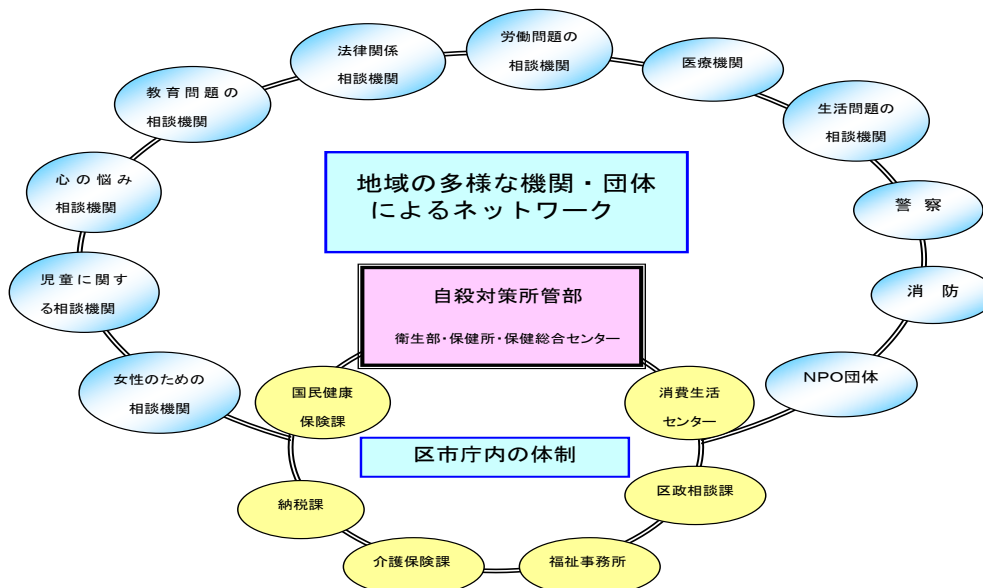 労働問題の
相談機関
法律関係
相談機関
医療機関
教育問題の
相談機関
生活問題の
相談機関
心の悩み
相談機関
地域の多様な機関・団体
によるネットワーク
警察
児童に関す
る相談機関
消防
自殺対策所管部
衛生部・保健所・保健総合センター
女性のための
相談機関
国民健康
保険課
消費生活
センター
NPO団体
区市庁内の体制
納税課
区政相談課
介護保険課
福祉事務所